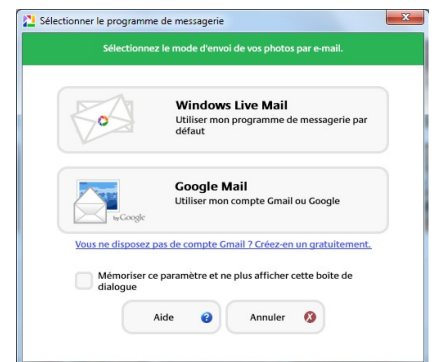 Sélectionner le programme de messagerie
Sélectionnez le mode d'envoi de vos photos par e-mail.
Windows Live Mail
Utiliser mon programme de messagerie par
défaut
Google Mail
Utiliser mon compte Gmail ou Google
by Google
Vous ne disposez pas de compte Gmail ? Créez-en un gratuitement.
Mémoriser ce paramètre et ne plus afficher cette boîte de
dialogue
Aide ?
Annuler